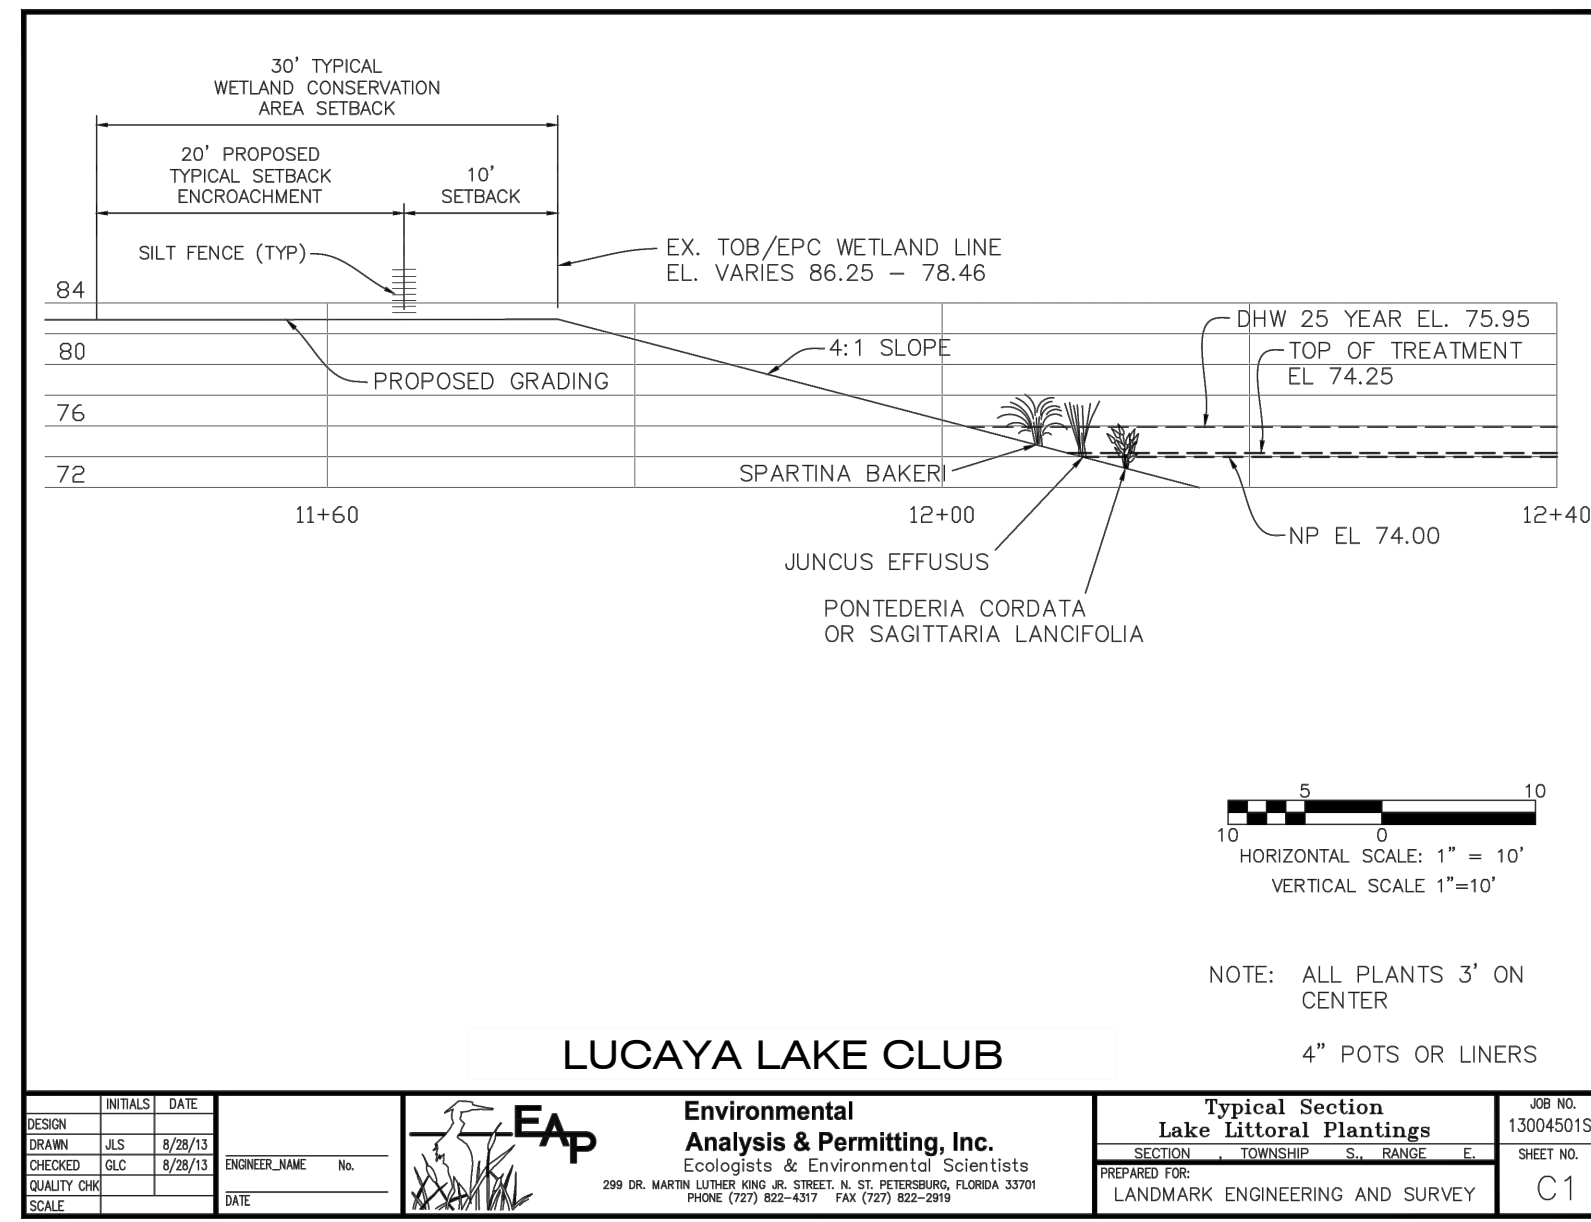 30' TYPICAL
WETLAND CONSERVATION
AREA SETBACK
20' PROPOSED
TYPICAL SETBACK
ENCROACHMENT
10'
SETBACK
SILT FENCE (TYP)
EX. TOB/EPC WETLAND LINE
EL. VARIES 86.25 – 78.46
84
80
76
72
DHW 25 YEAR EL. 75.95
TOP OF TREATMENT
EL 74.25
4:1 SLOPE
PROPOSED GRADING
SPARTINA BAKERI
11+60
12+00
12+40
NP EL 74.00
JUNCUS EFFUSUS
PONTEDERIA CORDATA
OR SAGITTARIA LANCIFOLIA
5 10
10 0
HORIZONTAL SCALE: 1" = 10'
VERTICAL SCALE 1"=10'
NOTE: ALL PLANTS 3' ON
CENTER
4" POTS OR LINERS
LUCAYA LAKE CLUB
INITIALS DATE
DESIGN
DRAWN JLS 8/28/13
CHECKED GLC 8/28/13
QUALITY CHK
SCALE
ENGINEER_NAME No.
DATE
EAP
Environmental
Analysis & Permitting, Inc.
Ecologists & Environmental Scientists
299 DR. MARTIN LUTHER KING JR. STREET. N. ST. PETERSBURG, FLORIDA 33701
PHONE (727) 822-4317 FAX (727) 822-2919
Typical Section
Lake Littoral Plantings
SECTION , TOWNSHIP S., RANGE E.
PREPARED FOR:
LANDMARK ENGINEERING AND SURVEY
JOB NO.
13004501S
SHEET NO.
C1